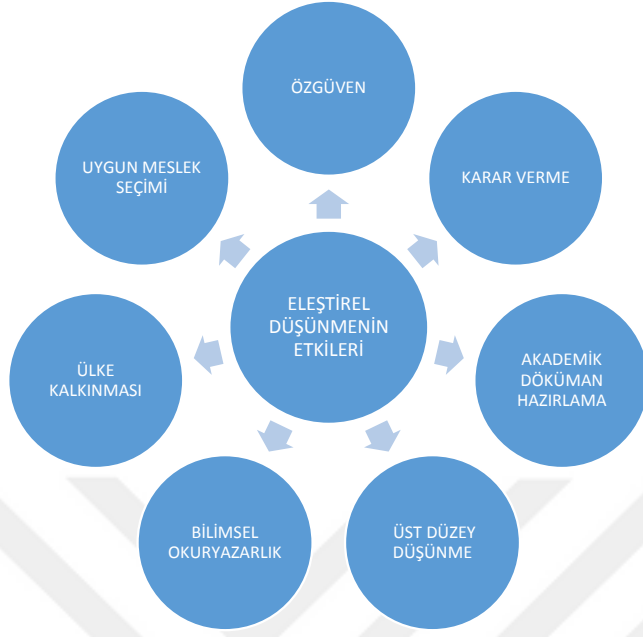 ÖZGÜVEN
KARAR VERME
AKADEMİK
DÖKÜMAN
HAZIRLAMA
ÜST DÜZEY
DÜŞÜNME
BİLİMSEL
OKURYAZARLIK
ÜLKE
KALKINMASI
UYGUN MESLEK
SEÇİMİ
ELEŞTİREL
DÜŞÜNMENİN
ETKİLERİ